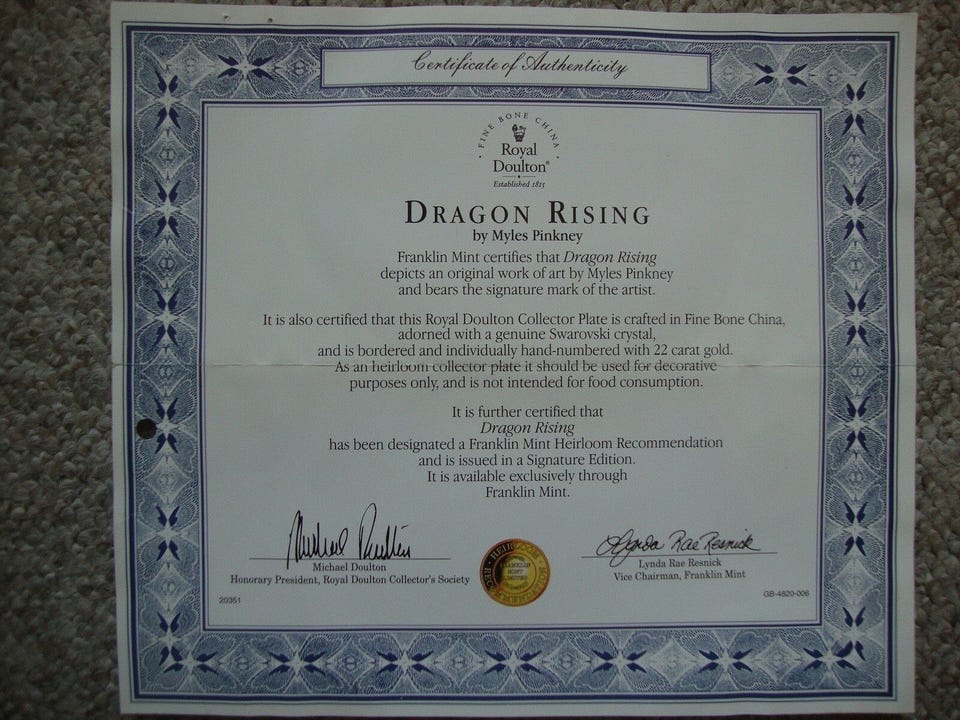 Certificate of Authenticity
FINE BONE CHINA
Royal
Doulton®
Established 1815
DRAGON RISING
by Myles Pinkney
Franklin Mint certifies that Dragon Rising
depicts an original work of art by Myles Pinkney
and bears the signature mark of the artist.
It is also certified that this Royal Doulton Collector Plate is crafted in Fine Bone China,
adorned with a genuine Swarovski crystal,
and is bordered and individually hand-numbered with 22 carat gold.
As an heirloom collector plate it should be used for decorative
purposes only, and is not intended for food consumption.
It is further certified that
Dragon Rising
has been designated a Franklin Mint Heirloom Recommendation
and is issued in a Signature Edition.
It is available exclusively through
Franklin Mint.
Michael Doulton
Lynda Rae Resnick
Michael Doulton
Honorary President, Royal Doulton Collector's Society
Lynda Rae Resnick
Vice Chairman, Franklin Mint
HEIRLOOM
FRANKLIN
MINT
LIMITED
20351
GB-4820-006